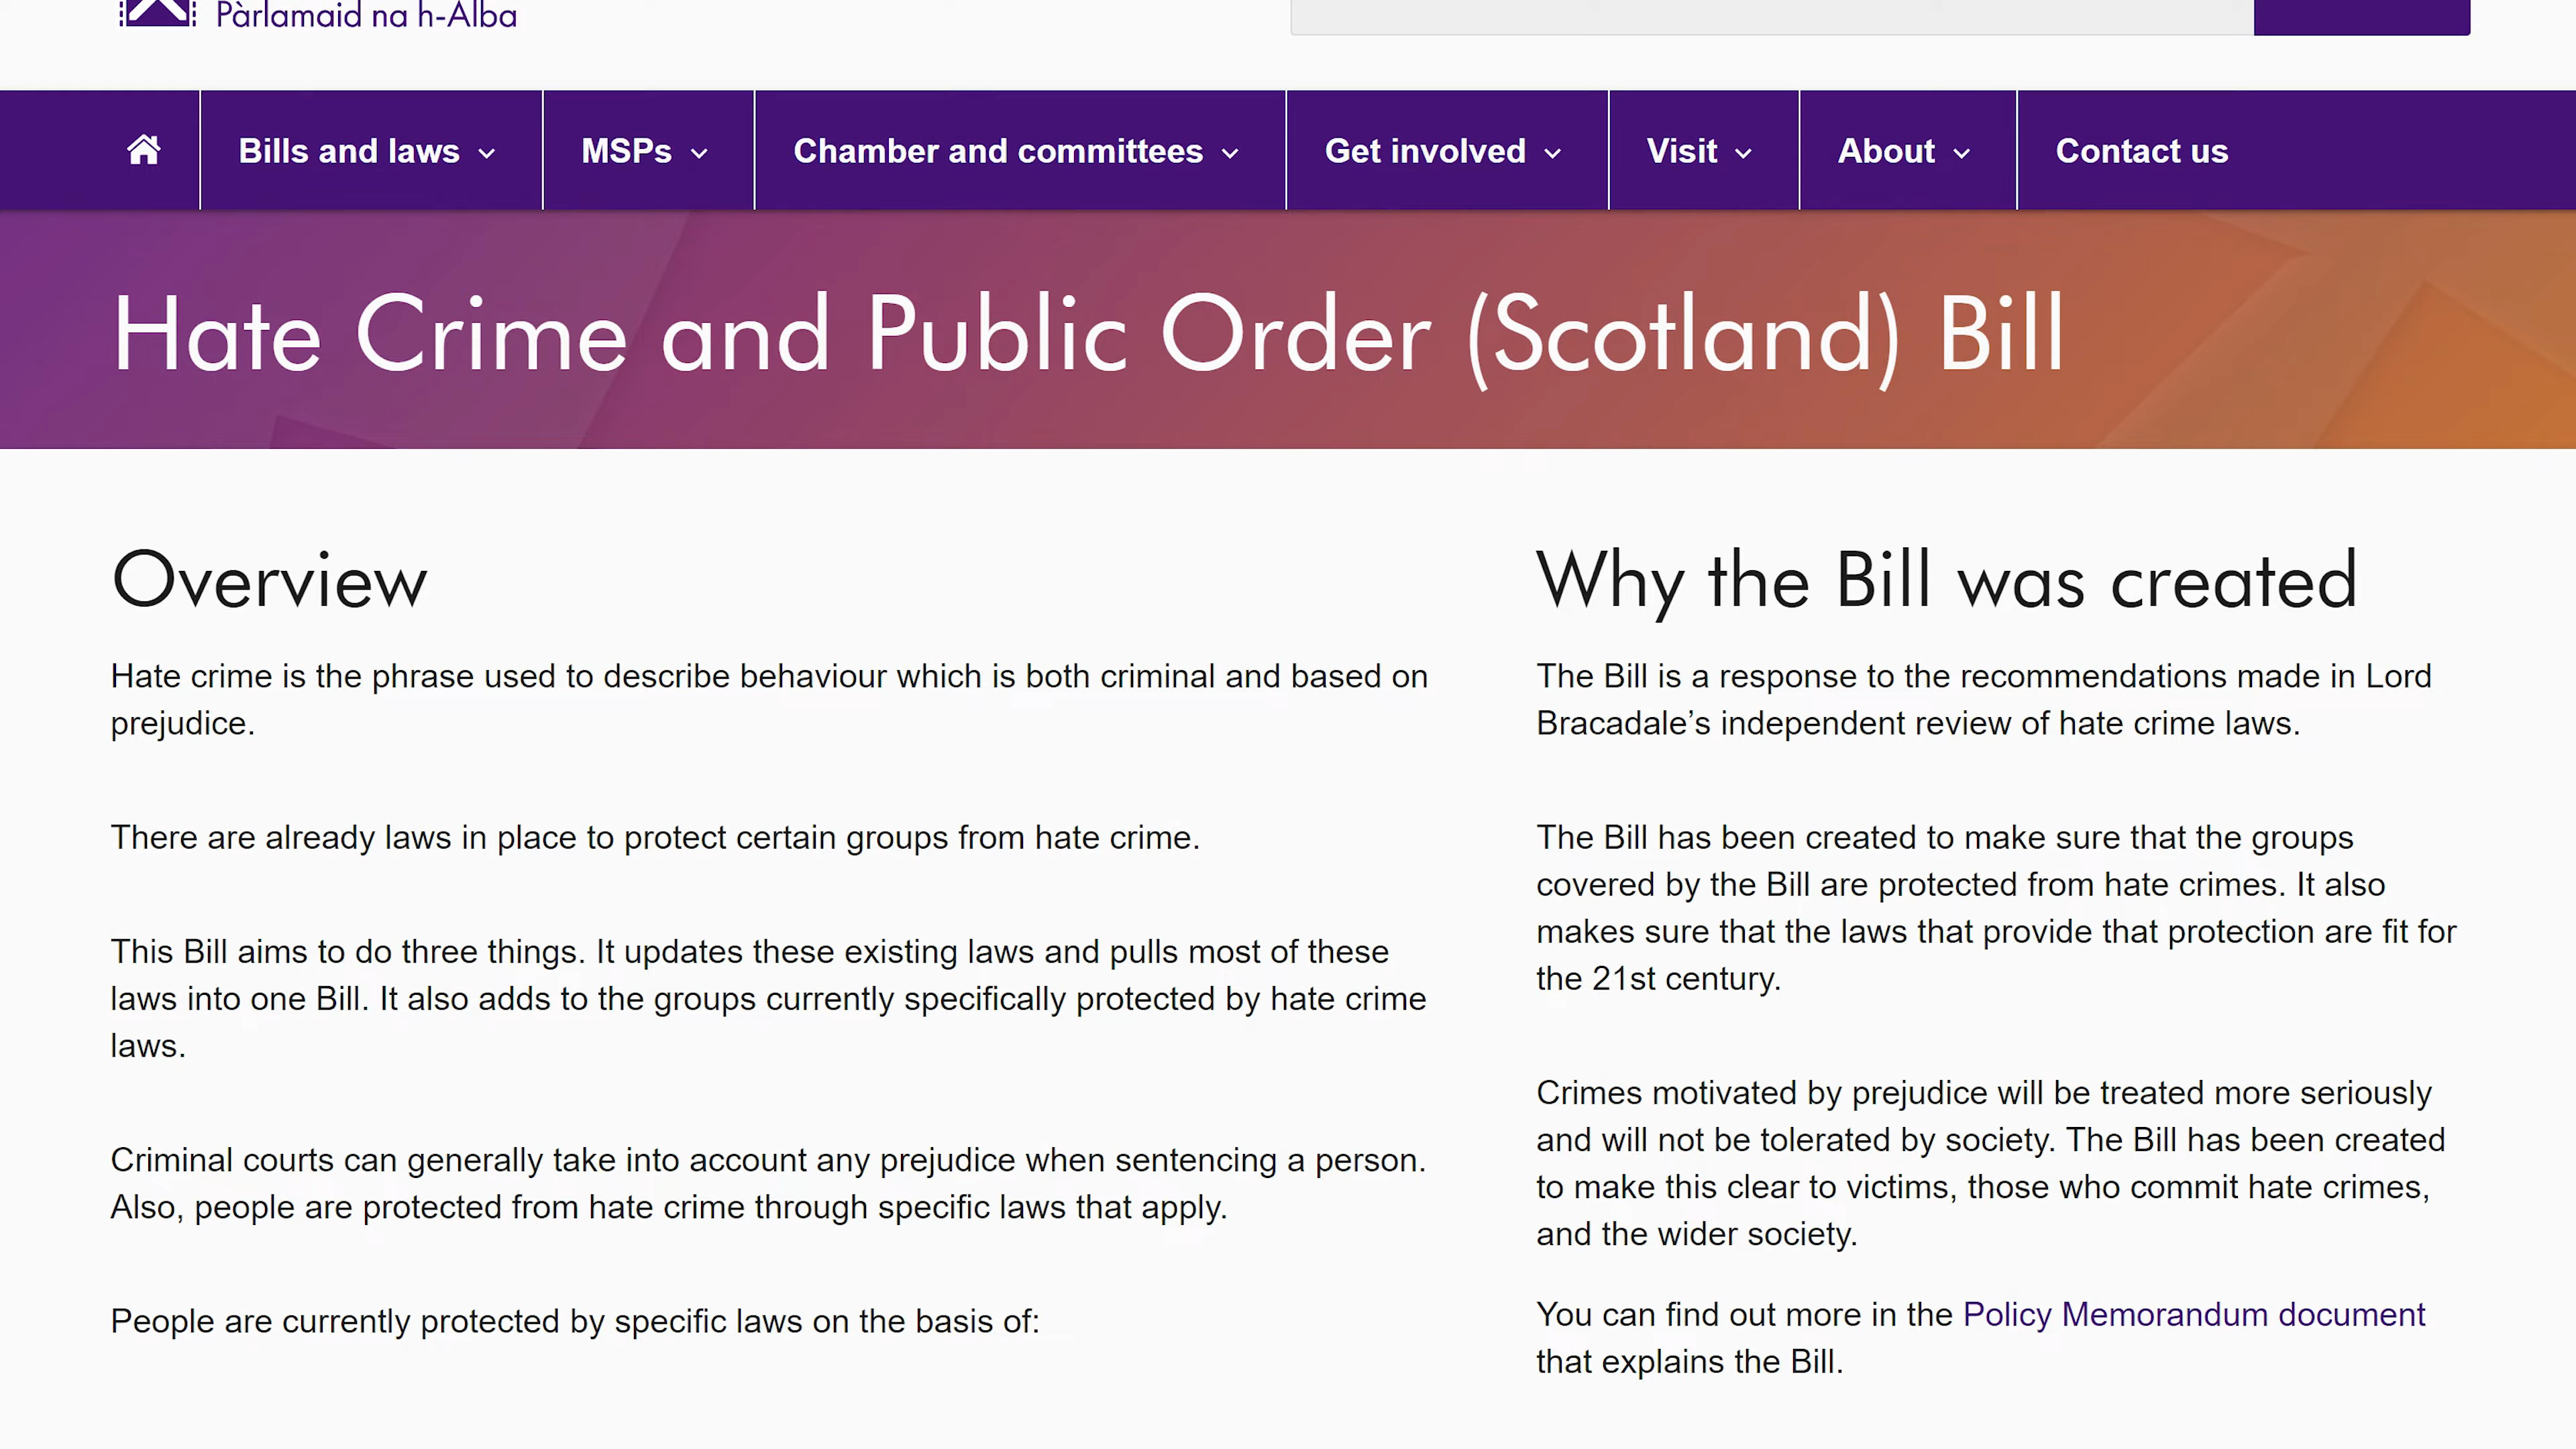 Pàrlamaid na h-Alba
Bills and laws
MSPs
Chamber and committees
Get involved
Visit
About
Contact us
Hate Crime and Public Order (Scotland) Bill
Overview
Hate crime is the phrase used to describe behaviour which is both criminal and based on
prejudice.
There are already laws in place to protect certain groups from hate crime.
This Bill aims to do three things. It updates these existing laws and pulls most of these
laws into one Bill. It also adds to the groups currently specifically protected by hate crime
laws.
Criminal courts can generally take into account any prejudice when sentencing a person.
Also, people are protected from hate crime through specific laws that apply.
People are currently protected by specific laws on the basis of:
Why the Bill was created
The Bill is a response to the recommendations made in Lord
Bracadale’s independent review of hate crime laws.
The Bill has been created to make sure that the groups
covered by the Bill are protected from hate crimes. It also
makes sure that the laws that provide that protection are fit for
the 21st century.
Crimes motivated by prejudice will be treated more seriously
and will not be tolerated by society. The Bill has been created
to make this clear to victims, those who commit hate crimes,
and the wider society.
You can find out more in the Policy Memorandum document
that explains the Bill.